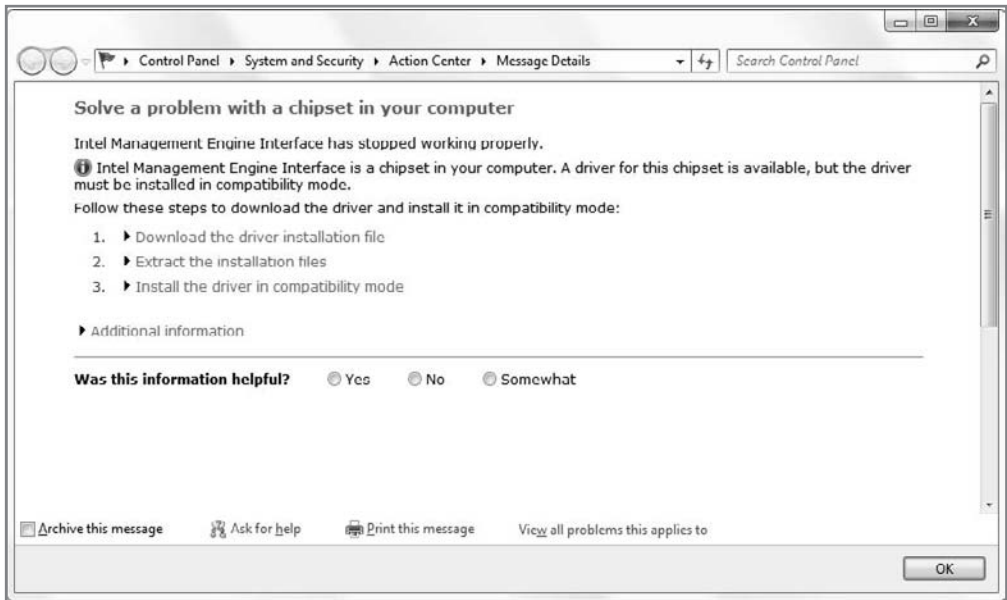 Control Panel ▸ System and Security ▸ Action Center ▸ Message Details
Search Control Panel
Solve a problem with a chipset in your computer
Intel Management Engine Interface has stopped working properly.
Intel Management Engine Interface is a chipset in your computer. A driver for this chipset is available, but the driver
must be installed in compatibility mode.
Follow these steps to download the driver and install it in compatibility mode:
1. Download the driver installation file
2. Extract the installation files
3. Install the driver in compatibility mode
Additional information
Was this information helpful? Yes No Somewhat
Archive this message Ask for help Print this message View all problems this applies to
OK